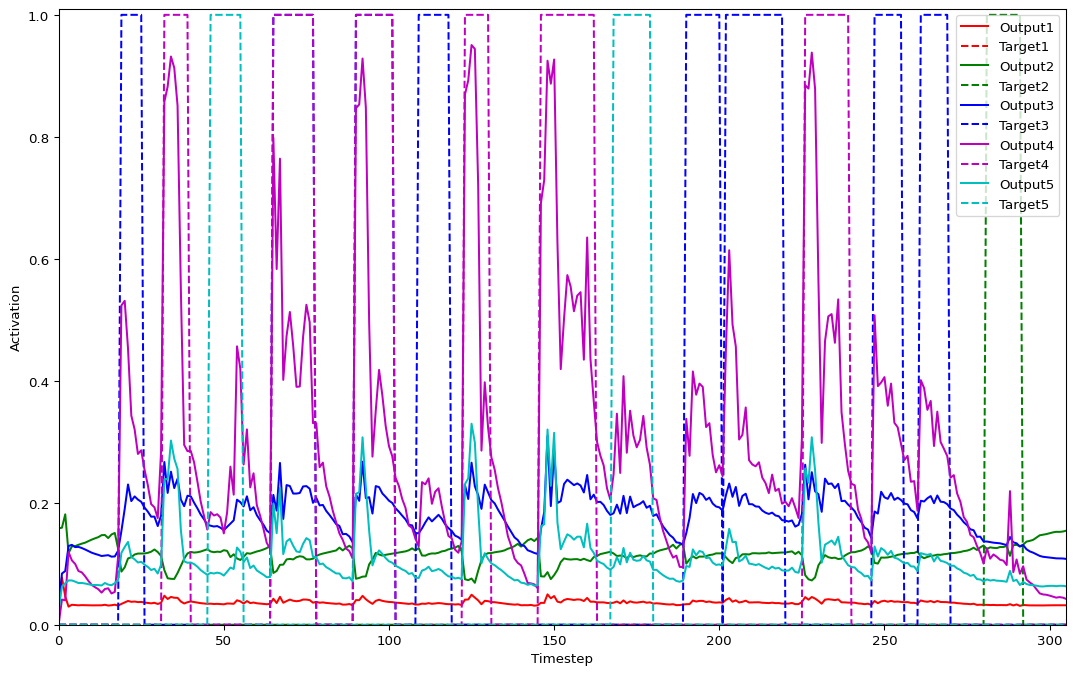 1.0
0.8
0.6
0.4
0.2
0.0
Activation
0
50
100
150
200
250
300
Timestep
Output1
Target1
Output2
Target2
Output3
Target3
Output4
Target4
Output5
Target5